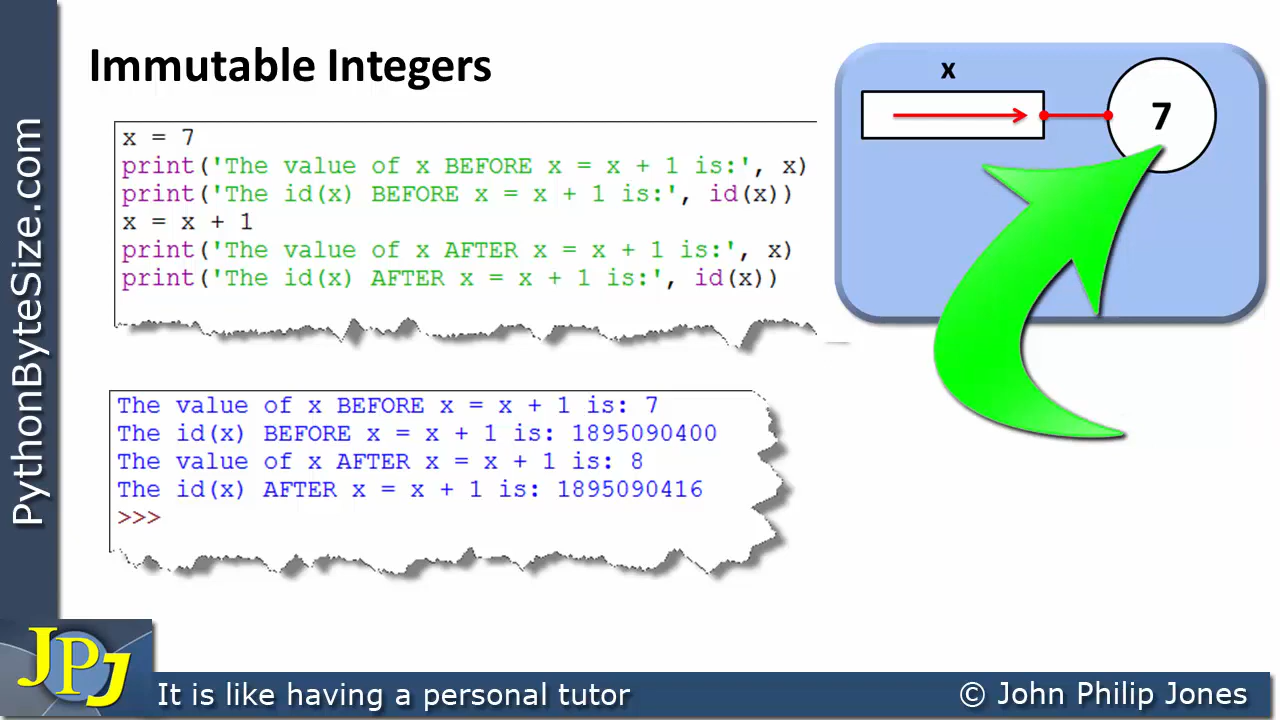 Immutable Integers
x = 7
print('The value of x BEFORE x = x + 1 is:', x)
print('The id(x) BEFORE x = x + 1 is:', id(x))
x = x + 1
print('The value of x AFTER x = x + 1 is:', x)
print('The id(x) AFTER x = x + 1 is:', id(x))
x
7
The value of x BEFORE x = x + 1 is: 7
The id(x) BEFORE x = x + 1 is: 1895090400
The value of x AFTER x = x + 1 is: 8
The id(x) AFTER x = x + 1 is: 1895090416
>>>
PythonByteSize.com
JPJ
It is like having a personal tutor
© John Philip Jones